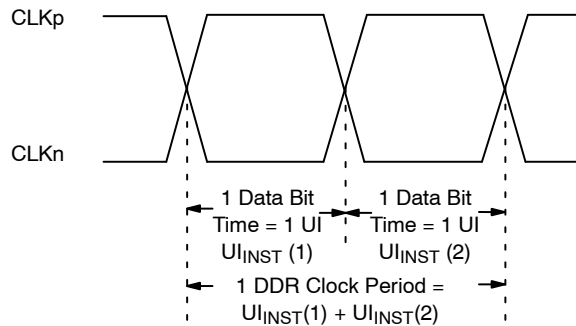 CLKp
CLKn
1 Data Bit
Time = 1 UI
UIINST (1)
1 Data Bit
Time = 1 UI
UIINST (2)
1 DDR Clock Period =
UIINST(1) + UIINST(2)